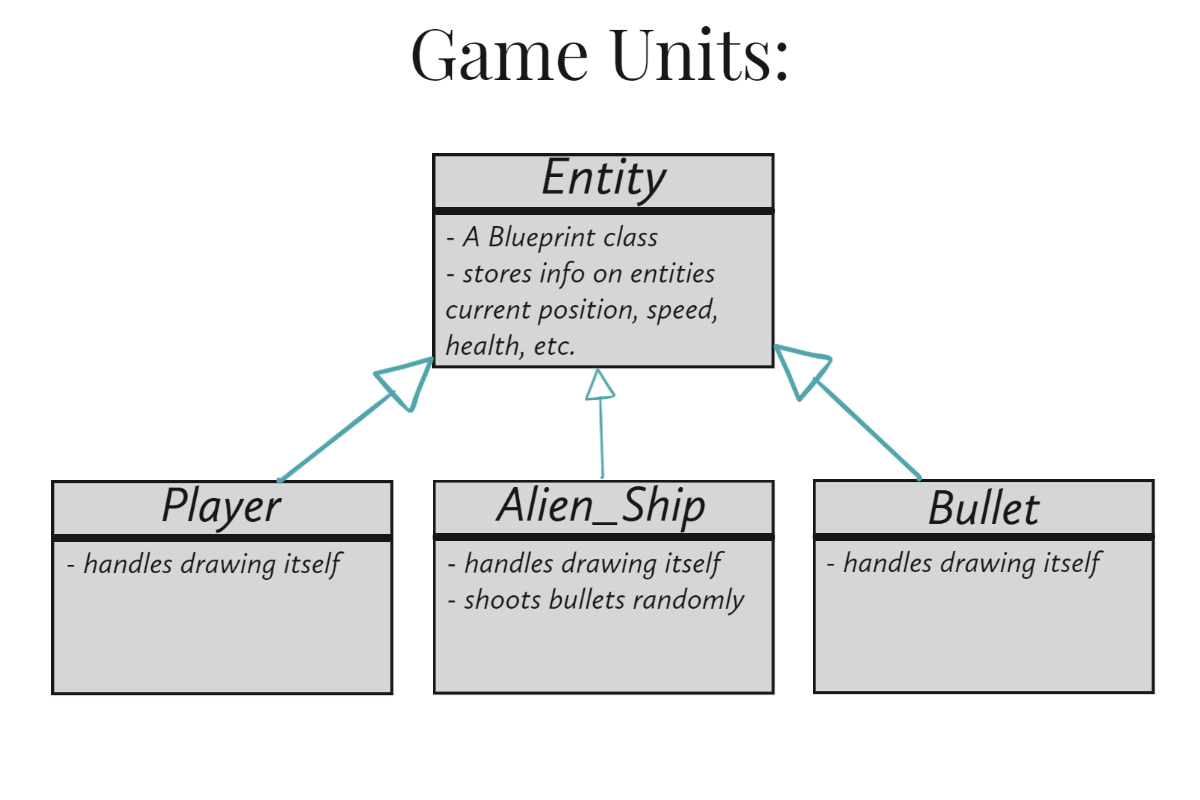 Game Units:
Entity
- A Blueprint class
- stores info on entities
current position, speed,
health, etc.
Player
- handles drawing itself
Alien_Ship
- handles drawing itself
- shoots bullets randomly
Bullet
- handles drawing itself